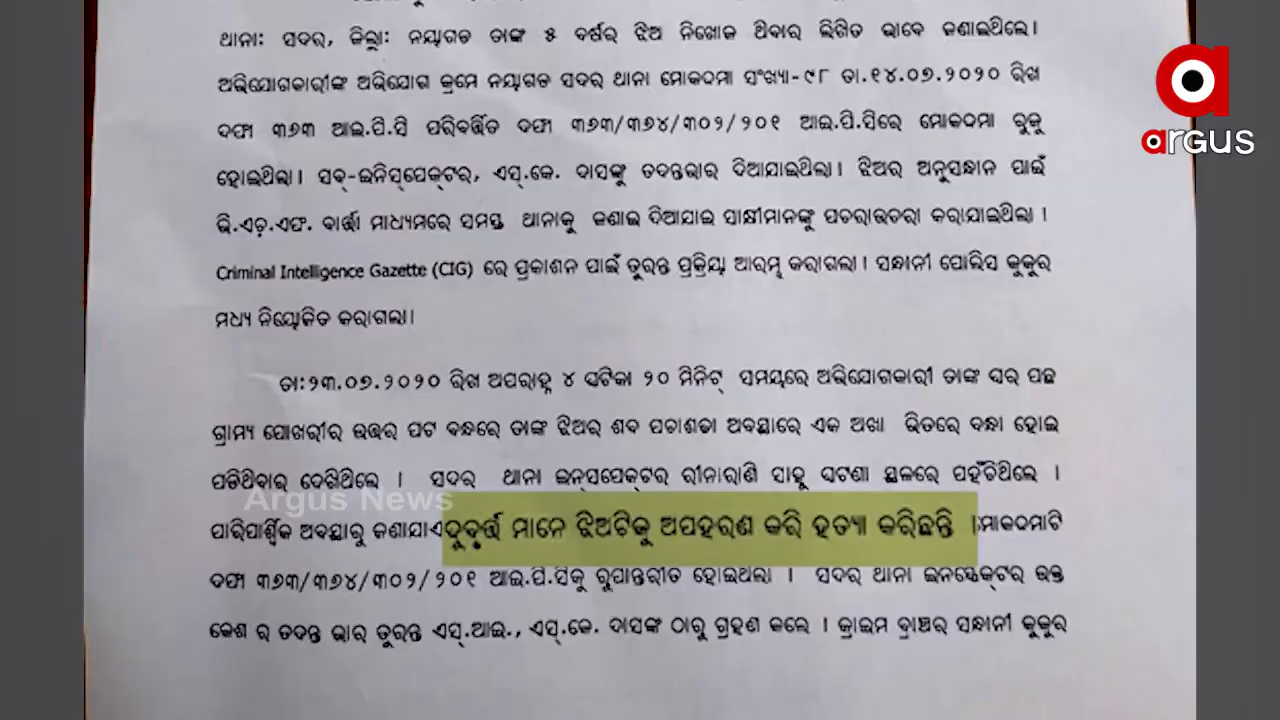 ଥାନା: ସଦର, ଜିଲ୍ଲା: ନୟାଗଡ ତାଙ୍କ ୫ ବର୍ଷର ଝିଅ ନିଖୋଜ ଥିବାର ଲିଖିତ ଭାବେ ଜଣାଇଥିଲେ।
ଅଭିଯୋଗକାରୀଙ୍କ ଅଭିଯୋଗ କ୍ରମେ ନୟାଗଡ ସଦର ଥାନା ମୋକଦମା ସଂଖ୍ୟା-୯୮ ତା.୧୪.୦୭.୨୦୨୦ ରିଖ
ଦଫା ୩୬୩ ଆଇ.ପି.ସି ପରିବର୍ତ୍ତିତ ଦଫା ୩୬୩/୩୬୪/୩୦୨/୨୦୧ ଆଇ.ପି.ସିରେ ମୋକଦମା ରୁଜୁ
ହୋଇଥିଲା। ସବ୍-ଇନିସ୍‌ପେକ୍‌ଟର, ଏସ୍.କେ. ଦାସଙ୍କୁ ତଦନ୍ତଭାର ଦିଆଯାଇଥିଲା। ଝିଅର ଅନୁସନ୍ଧାନ ପାଇଁ
ଭି.ଏଚ୍.ଏଫ. ବାର୍ତ୍ତା ମାଧ୍ୟମରେ ସମସ୍ତ ଥାନାକୁ ଜଣାଇ ଦିଆଯାଇ ସାକ୍ଷୀମାନଙ୍କୁ ପଚରାଉଚରା କରାଯାଇଥିଲା ।
Criminal Intelligence Gazette (CIG) ରେ ପ୍ରକାଶନ ପାଇଁ ତୁରନ୍ତ ପ୍ରକ୍ରିୟା ଆରମ୍ଭ କରାଗଲା । ସନ୍ଧାନୀ ପୋଲିସ କୁକୁର
ମଧ୍ୟ ନିୟୋଜିତ କରାଗଲା।
ତା:୨୩.୦୭.୨୦୨୦ ରିଖ ଅପରାହ୍ନ ୪ ଘଟିକା ୨୦ ମିନିଟ୍ ସମୟରେ ଅଭିଯୋଗକାରୀ ତାଙ୍କ ଘର ପଛ
ଗ୍ରାମ୍ୟ ପୋଖରୀର ଉତ୍ତର ପଟ ବନ୍ଧରେ ତାଙ୍କ ଝିଅର ଶବ ପଚାଶଢା ଅବସ୍ଥାରେ ଏକ ଅଖା ଭିତରେ ବନ୍ଧା ହୋଇ
ପଡିଥିବାର ଦେଖିଥିଲେ । ସଦର ଥାନା ଇନ୍‌ସପେକ୍‌ଟର ରୀନାରାଣି ସାହୁ ଘଟଣା ସ୍ଥଳରେ ପହଁଚିଥିଲେ ।
ପାରିପାର୍ଶ୍ୱିକ ଅବସ୍ଥାରୁ ଜଣାଯାଏ ଦୁଦୃର୍ତ୍ତ ମାନେ ଝିଅଟିକୁ ଅପହରଣ କରି ହତ୍ୟା କରିଛନ୍ତି । ମୋକଦମାଟି
ଦଫା ୩୬୩/୩୬୪/୩୦୨/୨୦୧ ଆଇ.ପି.ସିକୁ ରୁପାନ୍ତରୀତ ହୋଇଥିଲା । ସଦର ଥାନା ଇନସ୍ପେକ୍‌ଟର ଉକ୍ତ
କେଶ ର ତଦନ୍ତ ଭାର ତୁରନ୍ତ ଏସ୍.ଆଇ., ଏସ୍.କେ. ଦାସଙ୍କ ଠାରୁ ଗ୍ରହଣ କଲେ । କ୍ରାଇମ ବ୍ରାଞ୍ଚର ସନ୍ଧାନୀ କୁକୁର
Argus News
argus